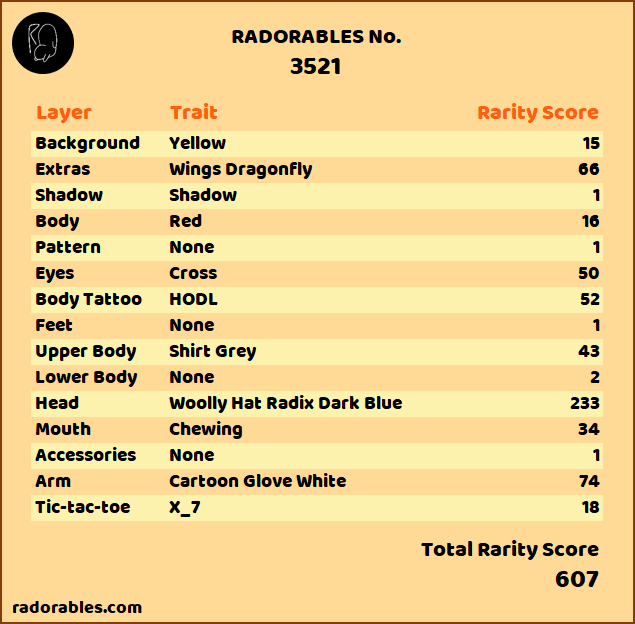 RADORABLES No.
3521
Layer Trait Rarity Score
Background Yellow 15
Extras Wings Dragonfly 66
Shadow Shadow 1
Body Red 16
Pattern None 1
Eyes Cross 50
Body Tattoo HODL 52
Feet None 1
Upper Body Shirt Grey 43
Lower Body None 2
Head Woolly Hat Radix Dark Blue 233
Mouth Chewing 34
Accessories None 1
Arm Cartoon Glove White 74
Tic-tac-toe X_7 18
Total Rarity Score
607
radorables.com